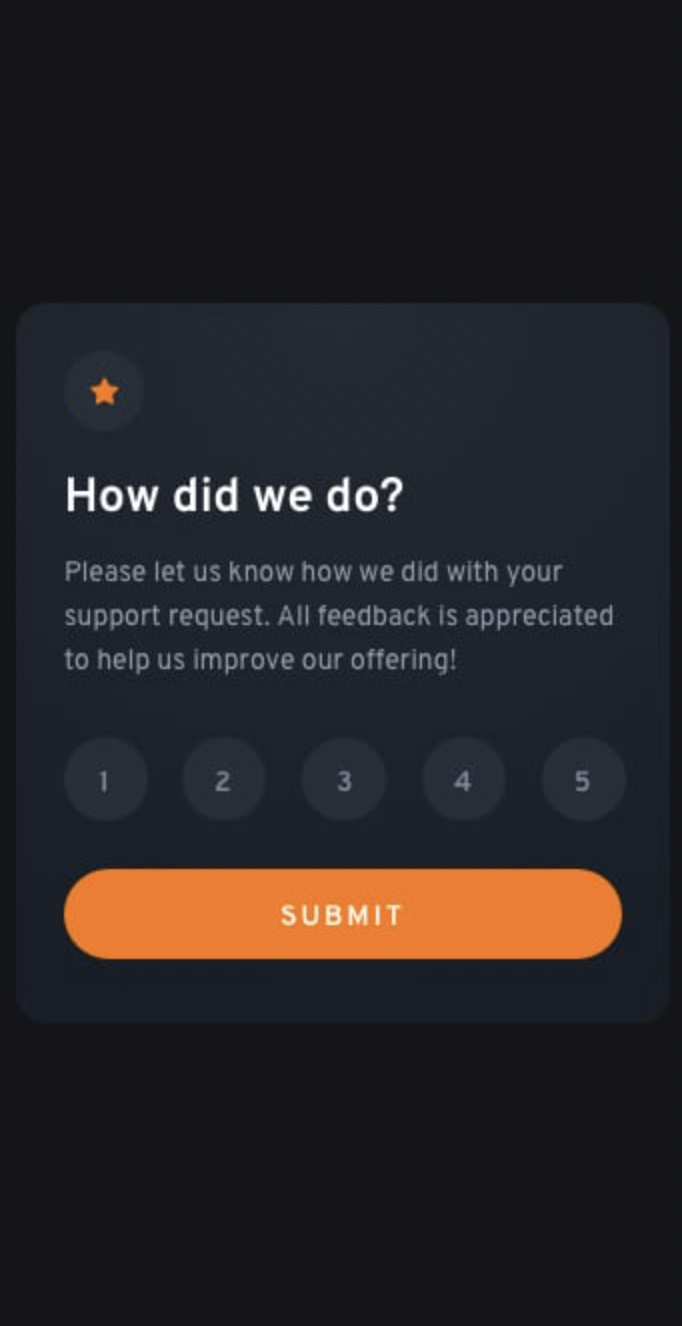 How did we do?
Please let us know how we did with your
support request. All feedback is appreciated
to help us improve our offering!
1 2 3 4 5
SUBMIT